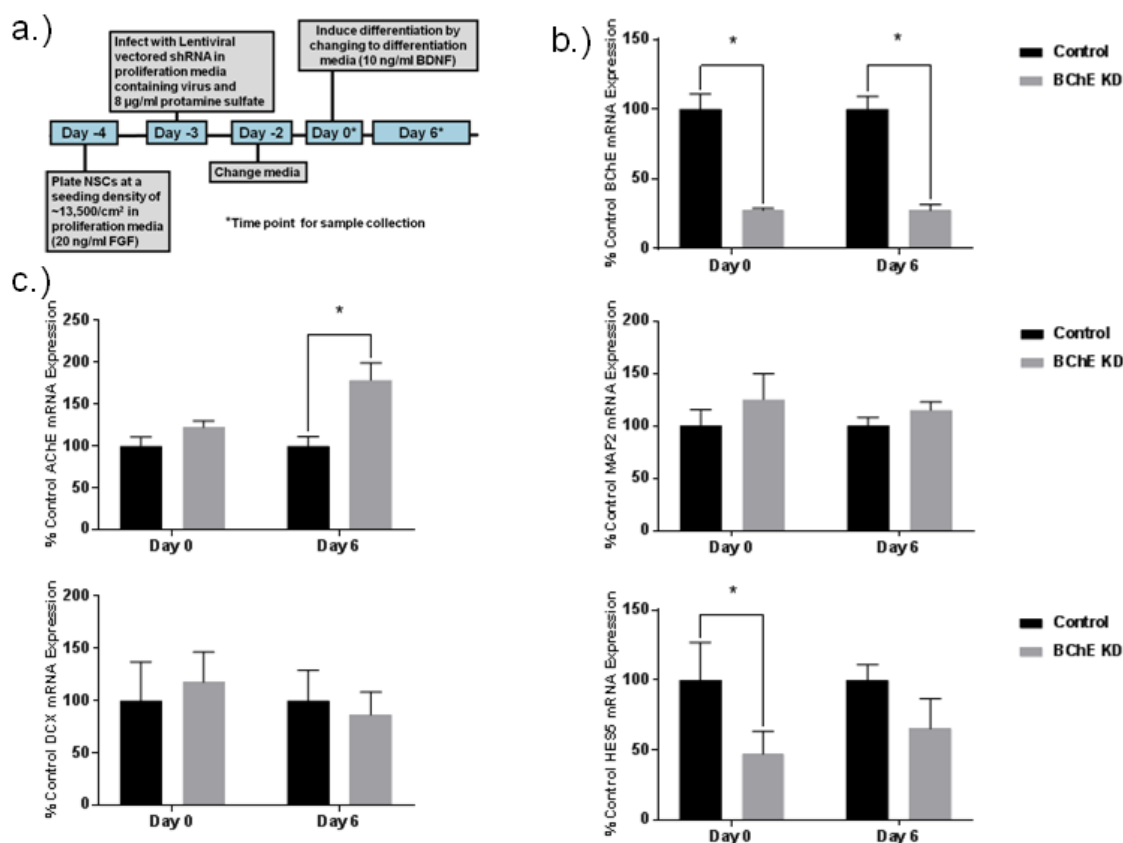 a.)
Infect with Lentiviral
vectored shRNA in
proliferation media
containing virus and
8 µg/ml protamine sulfate
Induce differentiation by
changing to differentiation
media (10 ng/ml BDNF)
Day -4
Day -3
Day -2
Day 0*
Day 6*
Plate NSCs at a
seeding density of
~13,500/cm² in
proliferation media
(20 ng/ml FGF)
Change media
*Time point for sample collection
b.)
% Control BChE mRNA Expression
150
100
50
0
*
*
Day 0
Day 6
Control
BChE KD
c.)
% Control AChE mRNA Expression
250
200
150
100
50
0
*
Day 0
Day 6
% Control MAP2 mRNA Expression
200
150
100
50
0
Day 0
Day 6
Control
BChE KD
% Control DCX mRNA Expression
200
150
100
50
0
Day 0
Day 6
% Control HES5 mRNA Expression
150
100
50
0
*
Day 0
Day 6
Control
BChE KD